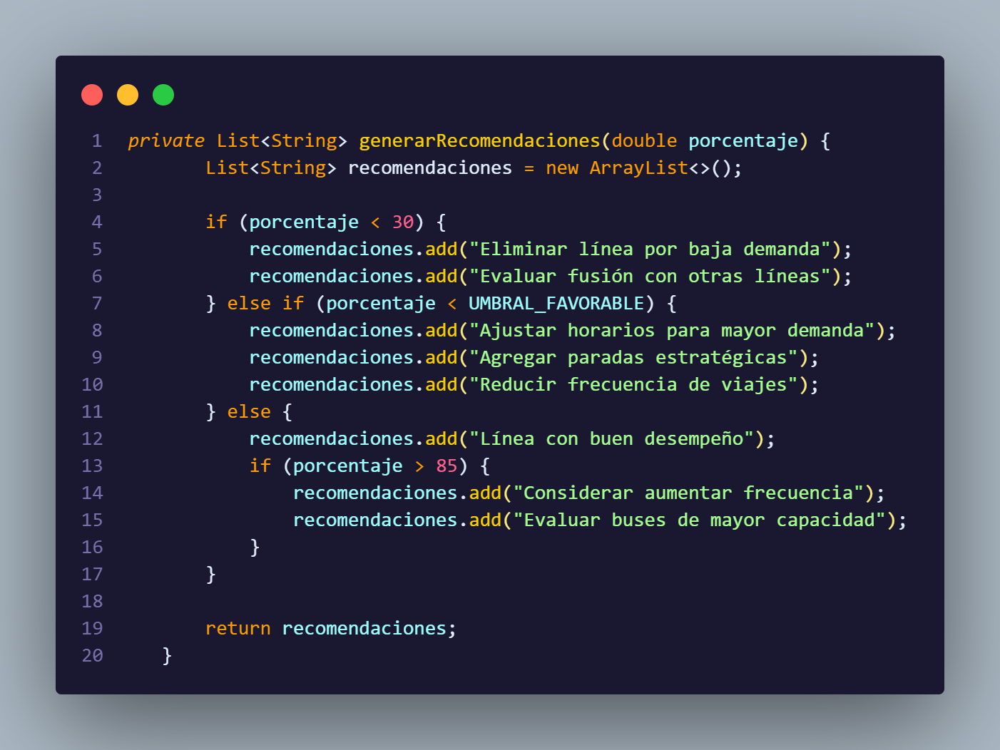 1 private List<String> generarRecomendaciones(double porcentaje) {
2 List<String> recomendaciones = new ArrayList<>();
3
4 if (porcentaje < 30) {
5 recomendaciones.add("Eliminar línea por baja demanda");
6 recomendaciones.add("Evaluar fusión con otras líneas");
7 } else if (porcentaje < UMBRAL_FAVORABLE) {
8 recomendaciones.add("Ajustar horarios para mayor demanda");
9 recomendaciones.add("Agregar paradas estratégicas");
10 recomendaciones.add("Reducir frecuencia de viajes");
11 } else {
12 recomendaciones.add("Línea con buen desempeño");
13 if (porcentaje > 85) {
14 recomendaciones.add("Considerar aumentar frecuencia");
15 recomendaciones.add("Evaluar buses de mayor capacidad");
16 }
17 }
18
19 return recomendaciones;
20 }